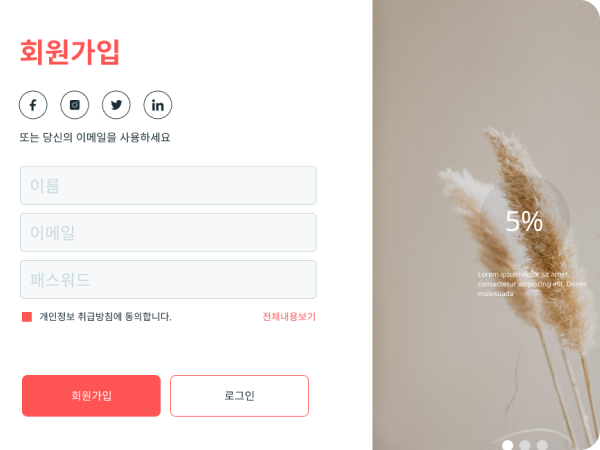 회원가입
또는 당신의 이메일을 사용하세요
이름
이메일
패스워드
개인정보 취급방침에 동의합니다.
전체내용보기
회원가입
로그인
5%
Lorem ipsum dolor sit amet,
consectetur adipiscing elit. Donec
malesuada